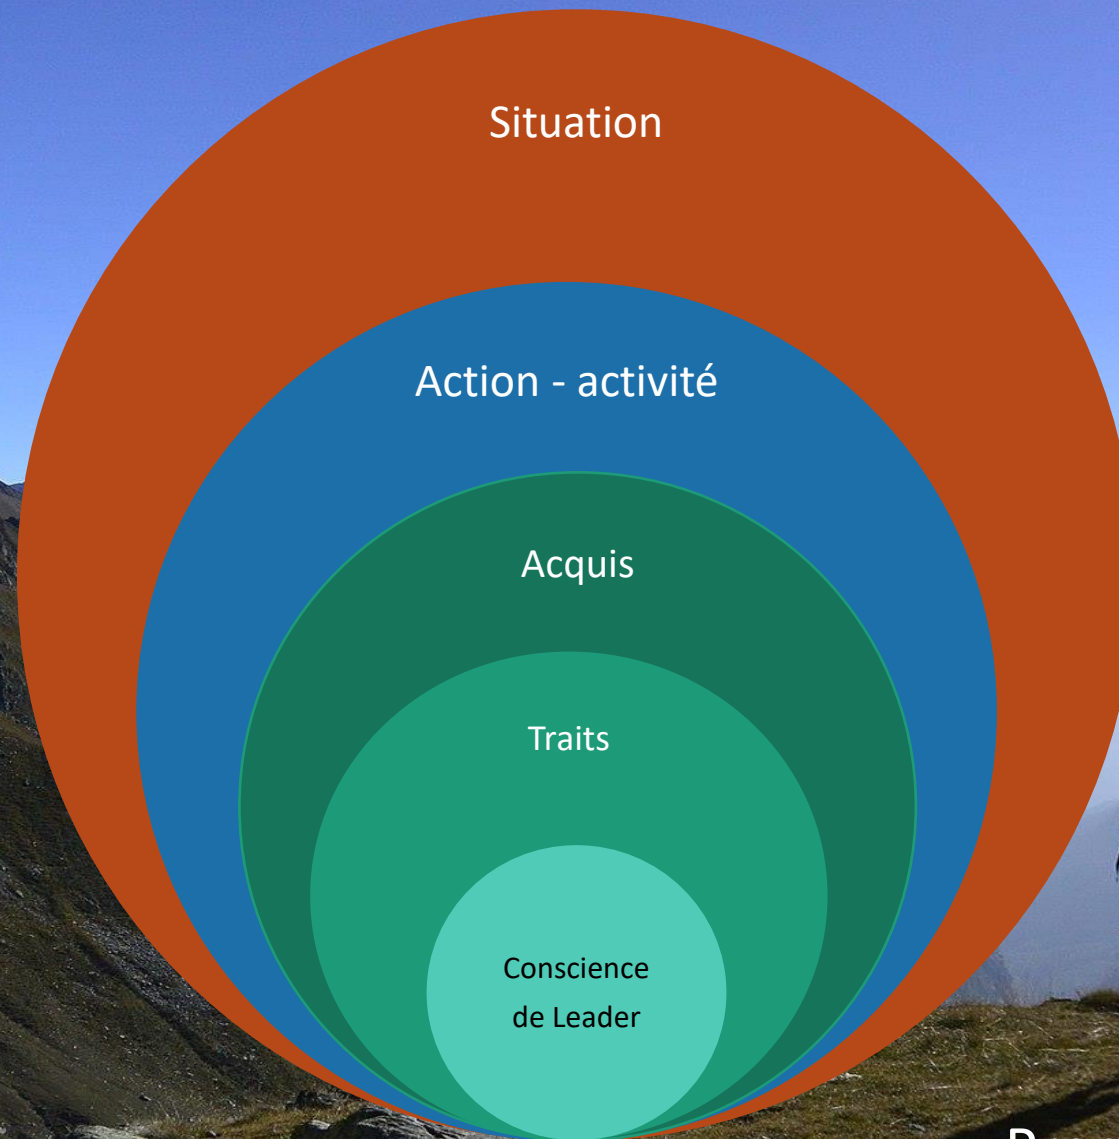 Situation
Action - activité
Acquis
Traits
Conscience
de Leader